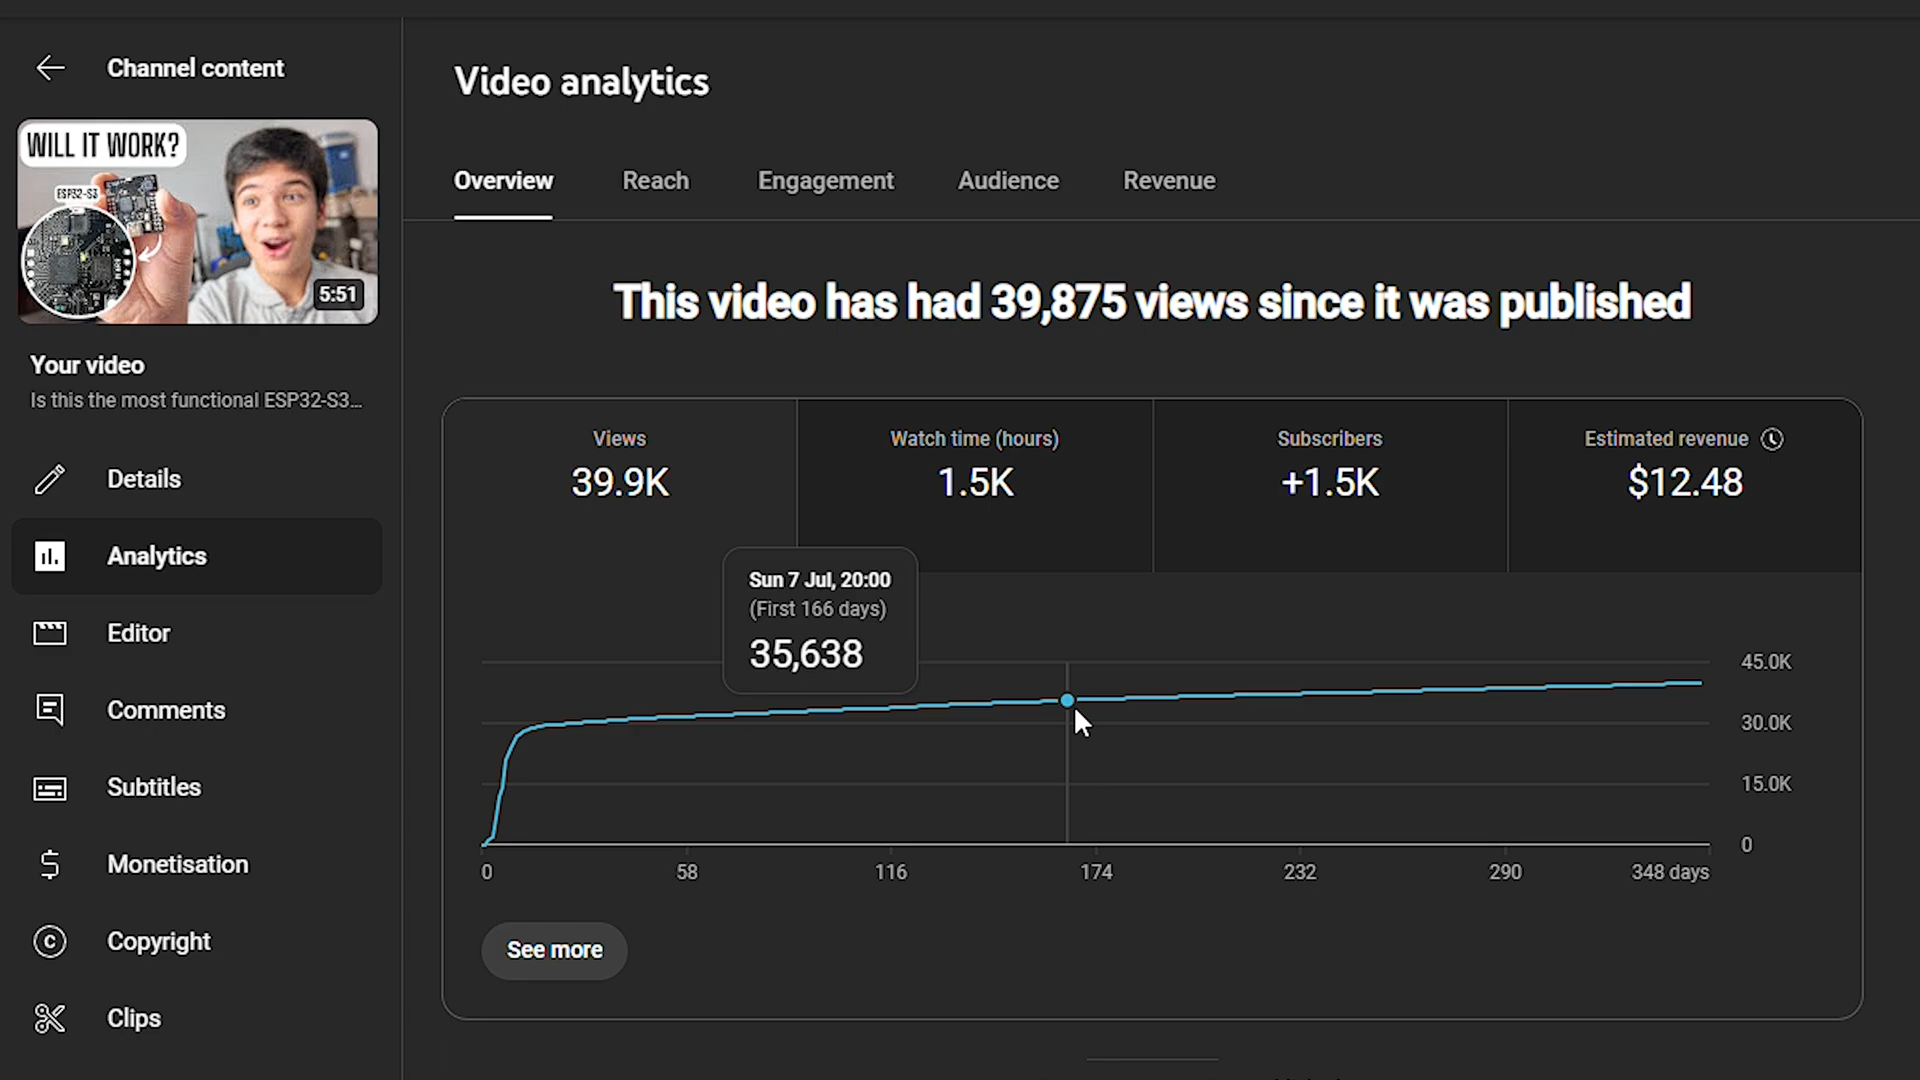 Channel content
WILL IT WORK?
ESP32-S3
5:51
Your video
Is this the most functional ESP32-S3...
Details
Analytics
Editor
Comments
Subtitles
Monetisation
Copyright
Clips
Video analytics
Overview Reach Engagement Audience Revenue
This video has had 39,875 views since it was published
Views Watch time (hours) Subscribers Estimated revenue
39.9K 1.5K +1.5K $12.48
Sun 7 Jul, 20:00
(First 166 days)
35,638
45.0K
30.0K
15.0K
0
0 58 116 174 232 290 348 days
See more